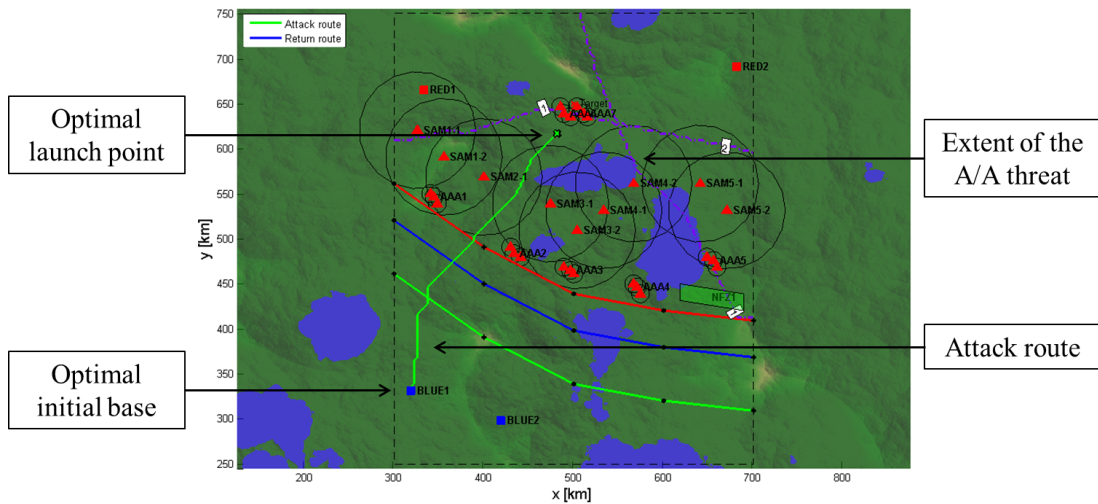 Attack route
Return route
Optimal
launch point
Optimal
initial base
Extent of the
A/A threat
Attack route
y [km]
750
700
650
600
550
500
450
400
350
300
250
RED1
RED2
Target
AAA7
1
SAM1-1
2
SAM1-2
SAM2-1
SAM4-2
SAM5-1
AAA1
SAM3-1
SAM4-1
SAM5-2
SAM3-2
AAA2
AAA3
AAA5
AAA4
NFZ1
BLUE1
BLUE2
300
400
500
600
700
800
x [km]